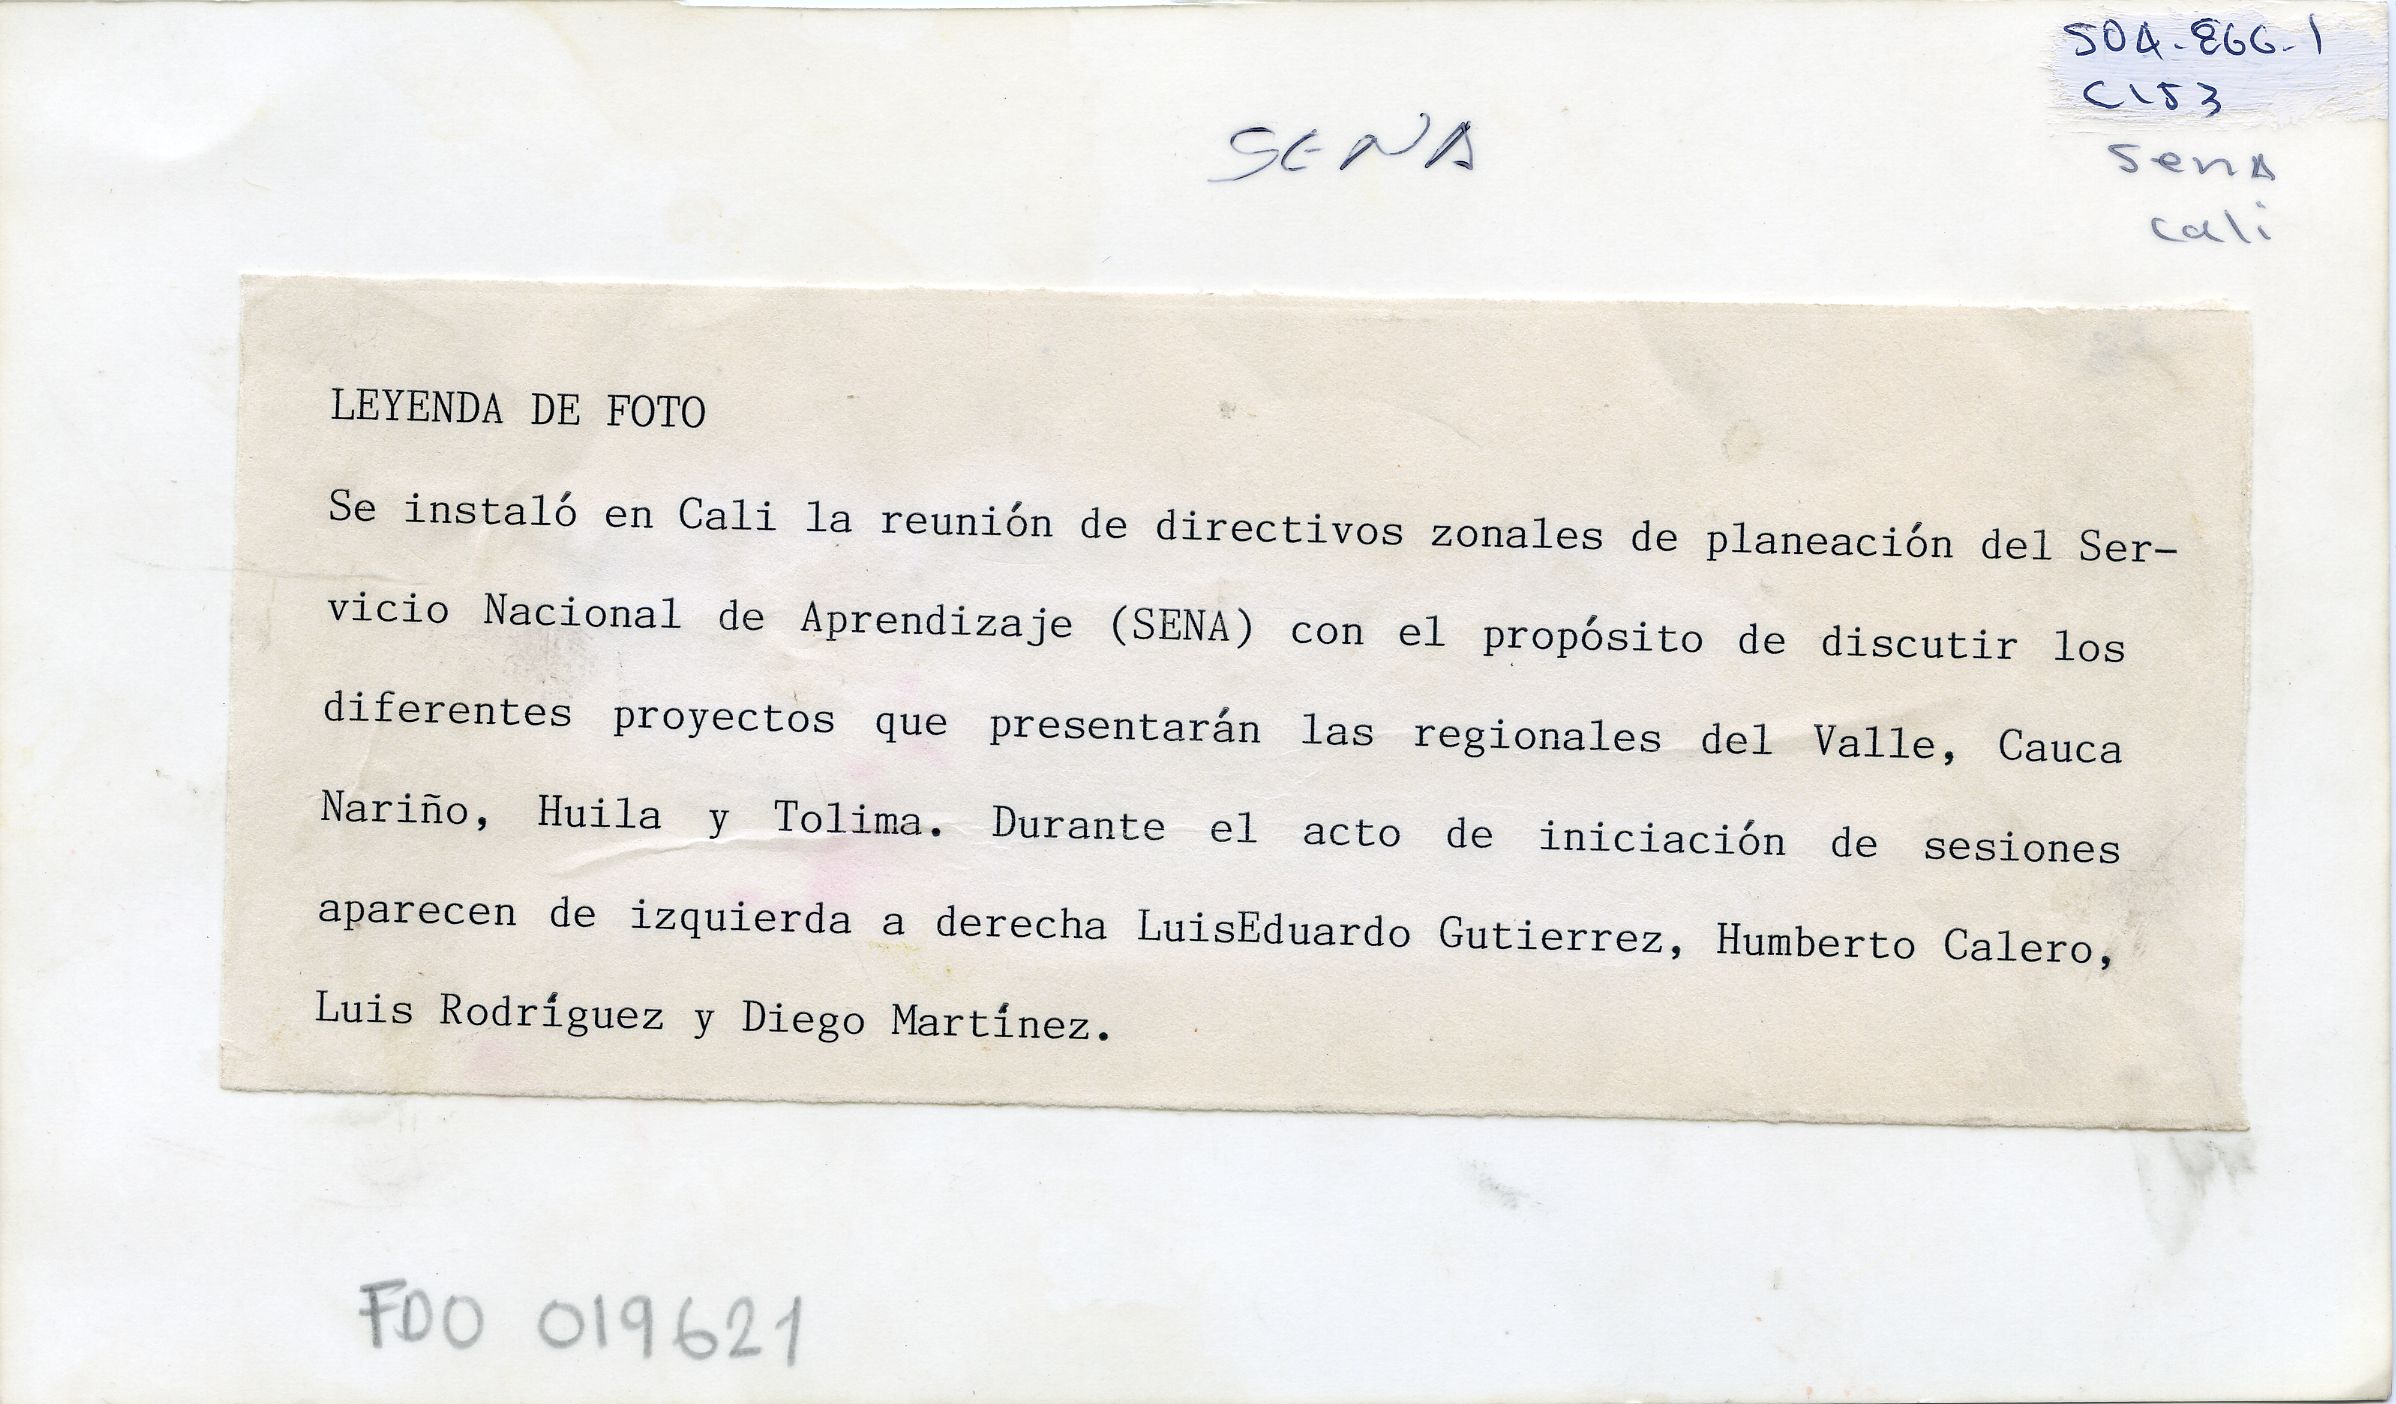 504-866-1
C153
SENA
Sena
cali
LEYENDA DE FOTO
Se instaló en Cali la reunión de directivos zonales de planeación del Ser-
vicio Nacional de Aprendizaje (SENA) con el propósito de discutir los
diferentes proyectos que presentarán las regionales del Valle, Cauca
Nariño, Huila y Tolima. Durante el acto de iniciación de sesiones
aparecen de izquierda a derecha LuisEduardo Gutierrez, Humberto Calero,
Luis Rodríguez y Diego Martínez.
FDO 019621